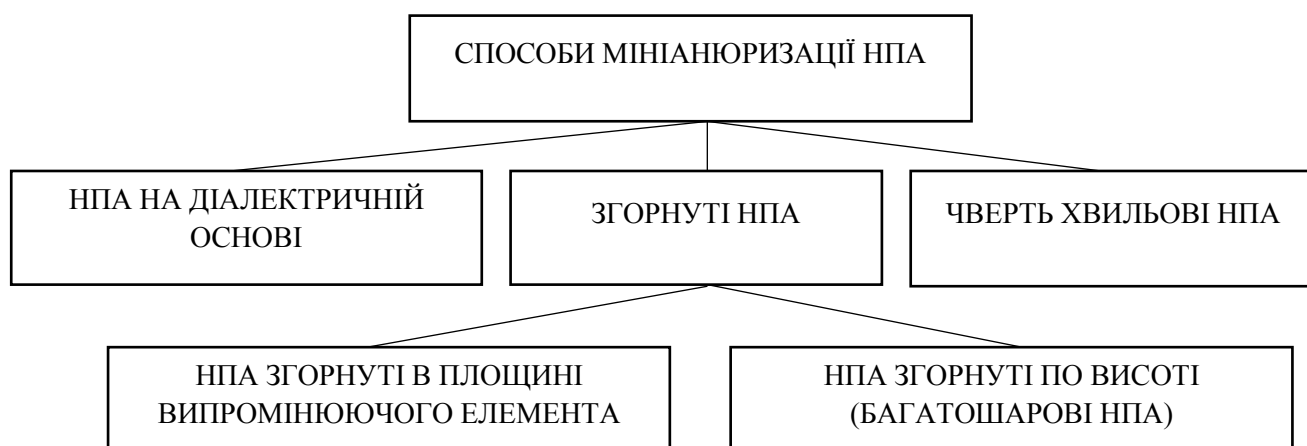 СПОСОБИ МІНІАНЮРИЗАЦІЇ НПА
НПА НА ДІАЛЕКТРИЧНІЙ
ОСНОВІ
ЗГОРНУТІ НПА
ЧВЕРТЬ ХВИЛЬОВІ НПА
НПА ЗГОРНУТІ В ПЛОЩИНІ
ВИПРОМІНЮЮЧОГО ЕЛЕМЕНТА
НПА ЗГОРНУТІ ПО ВИСОТІ
(БАГАТОШАРОВІ НПА)